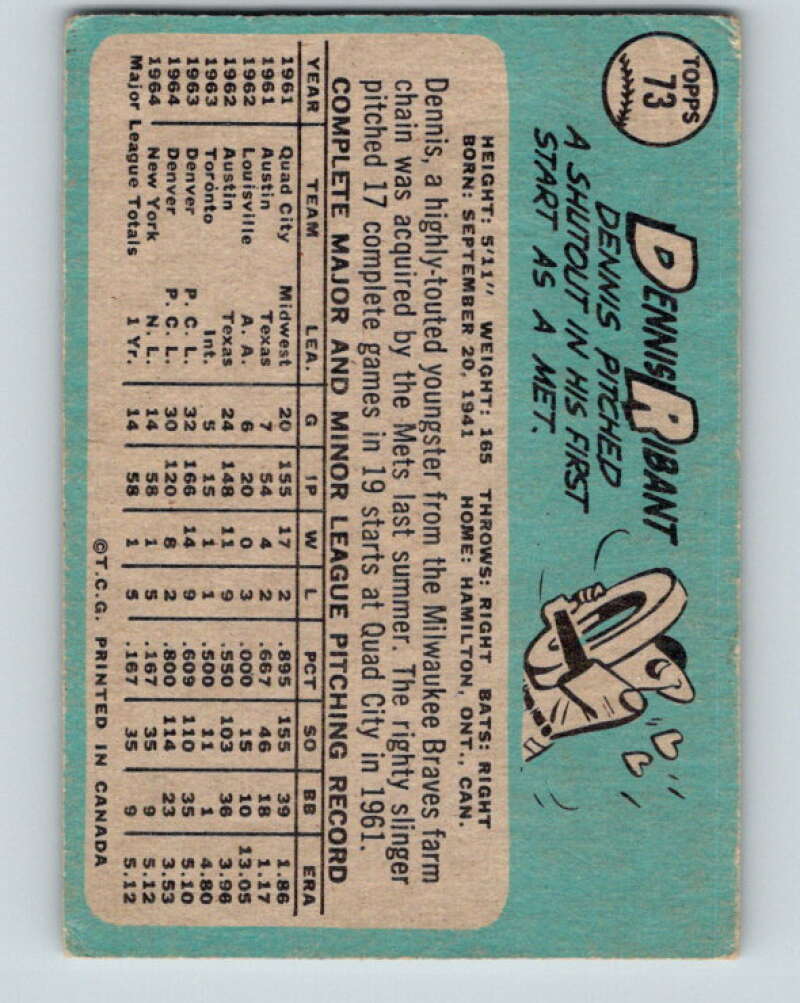 TOPPS
73
DENNIS RIBANT
DENNIS PITCHED
A SHUTOUT IN HIS FIRST
START AS A MET.
HEIGHT: 5'11" WEIGHT: 165 THROWS: RIGHT BATS: RIGHT
BORN: SEPTEMBER 20, 1941 HOME: HAMILTON, ONT., CAN.
Dennis, a highly-touted youngster from the Milwaukee Braves farm
chain was acquired by the Mets last summer. The righty slinger
pitched 17 complete games in 19 starts at Quad City in 1961.
COMPLETE MAJOR AND MINOR LEAGUE PITCHING RECORD
YEAR TEAM LEA. G IP W L PCT SO BB ERA
1961 Quad City Midwest 20 155 17 2 .895 155 39 1.86
1961 Austin Texas 7 54 4 2 .667 46 18 1.17
1962 Louisville A. A. 6 20 0 3 .000 15 10 13.05
1962 Austin Texas 24 148 11 9 .550 103 36 3.96
1963 Toronto Int. 5 15 1 1 .500 11 1 4.80
1963 Denver P. C. L. 32 166 14 9 .609 110 35 5.10
1964 Denver P. C. L. 30 120 8 2 .800 114 23 3.53
1964 New York N. L. 14 58 1 5 .167 35 9 5.12
Major League Totals 1 Yr. 14 58 1 5 .167 35 9 5.12
©T.C.G. PRINTED IN CANADA